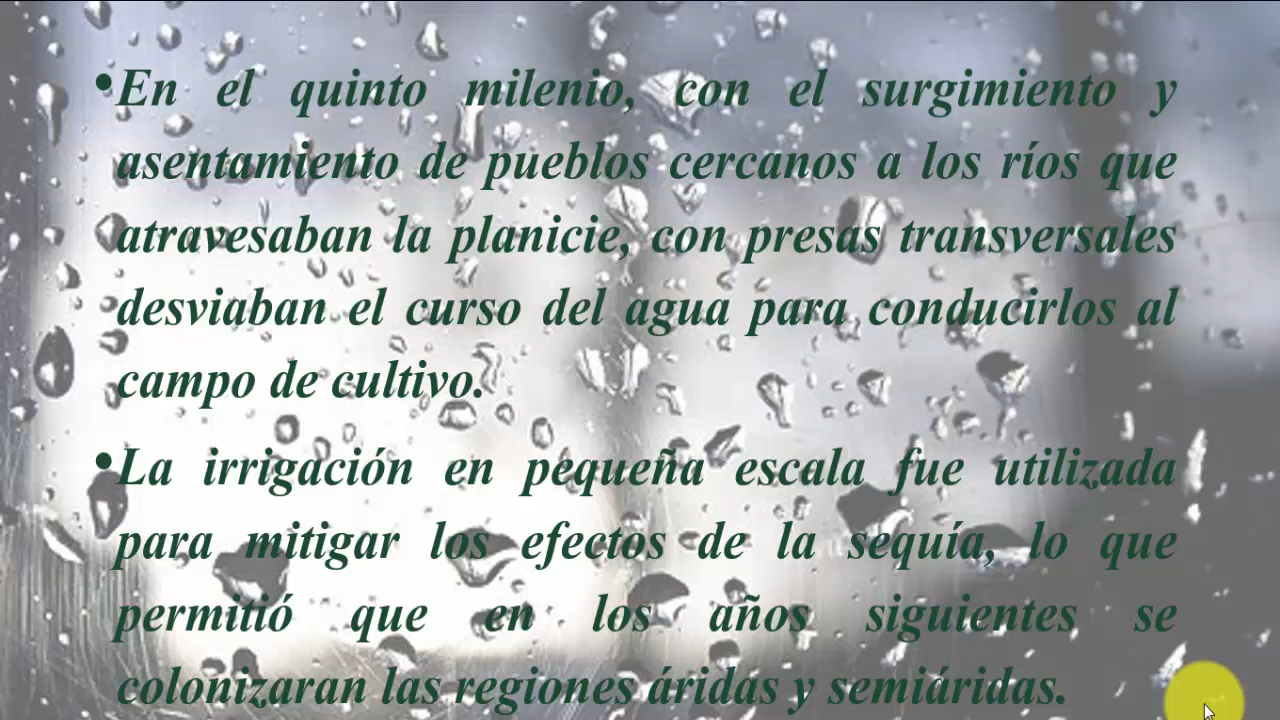 •En el quinto milenio, con el surgimiento y
asentamiento de pueblos cercanos a los ríos que
atravesaban la planicie, con presas transversales
desviaban el curso del agua para conducirlos al
campo de cultivo.
•La irrigación en pequeña escala fue utilizada
para mitigar los efectos de la sequía, lo que
permitió que en los años siguientes se
colonizaran las regiones áridas y semiáridas.